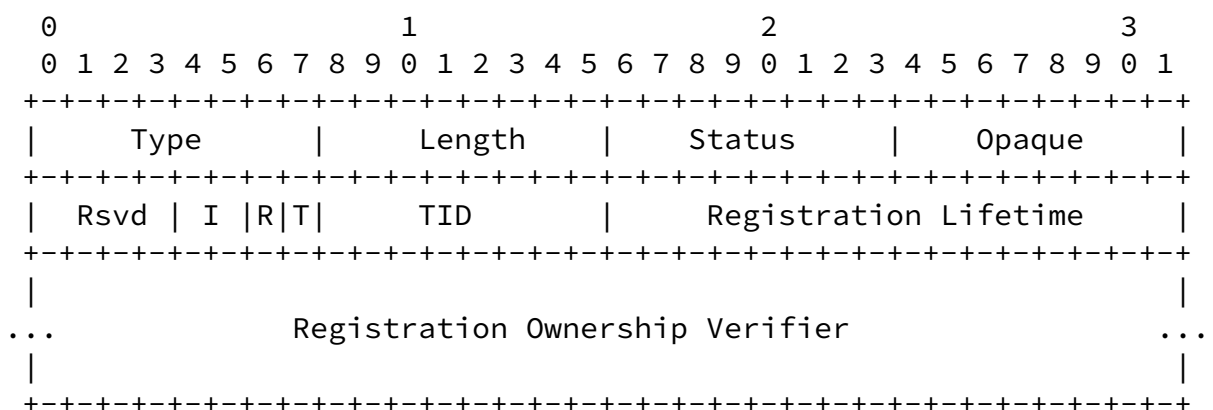 0                   1                   2                   3
 0 1 2 3 4 5 6 7 8 9 0 1 2 3 4 5 6 7 8 9 0 1 2 3 4 5 6 7 8 9 0 1
+-+-+-+-+-+-+-+-+-+-+-+-+-+-+-+-+-+-+-+-+-+-+-+-+-+-+-+-+-+-+-+-+
|     Type      |     Length    |    Status     |    Opaque     |
+-+-+-+-+-+-+-+-+-+-+-+-+-+-+-+-+-+-+-+-+-+-+-+-+-+-+-+-+-+-+-+-+
|  Rsvd | I |R|T|     TID       |     Registration Lifetime     |
+-+-+-+-+-+-+-+-+-+-+-+-+-+-+-+-+-+-+-+-+-+-+-+-+-+-+-+-+-+-+-+-+
|                                                               |
...             Registration Ownership Verifier                 ...
|                                                               |
+-+-+-+-+-+-+-+-+-+-+-+-+-+-+-+-+-+-+-+-+-+-+-+-+-+-+-+-+-+-+-+-+